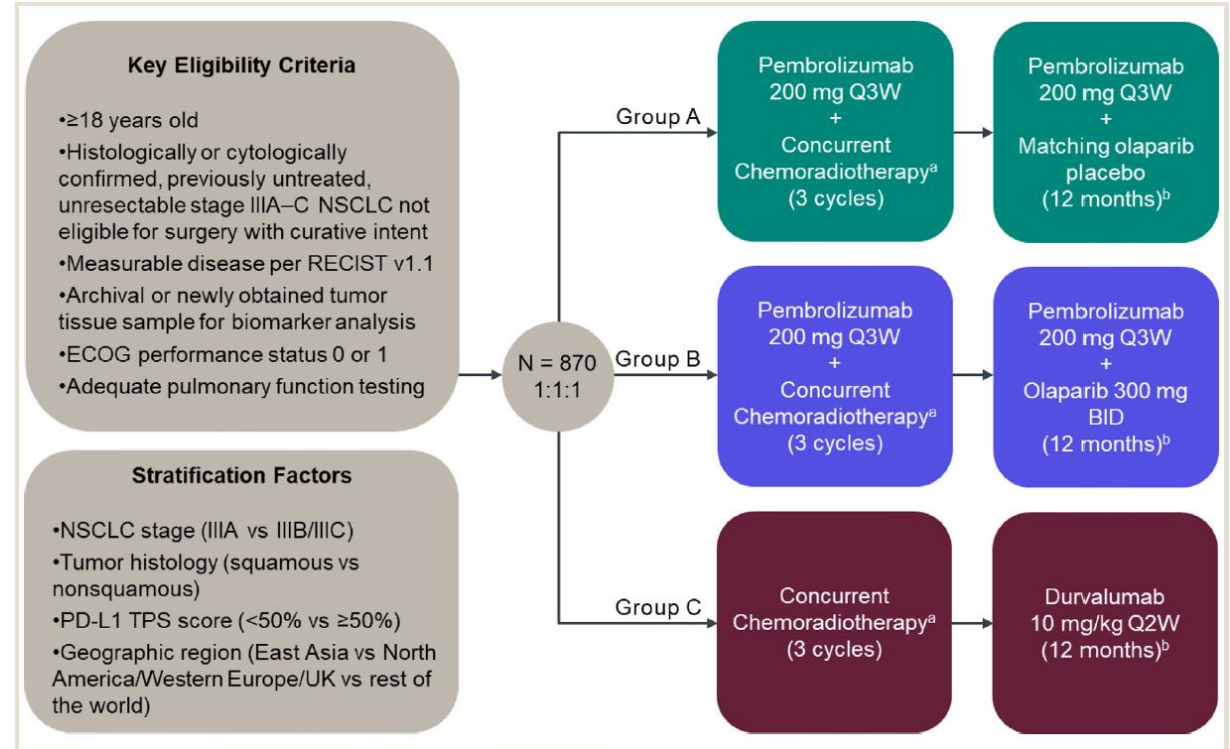 Key Eligibility Criteria
•≥18 years old
•Histologically or cytologically
confirmed, previously untreated,
unresectable stage IIIA–C NSCLC not
eligible for surgery with curative intent
•Measurable disease per RECIST v1.1
•Archival or newly obtained tumor
tissue sample for biomarker analysis
•ECOG performance status 0 or 1
•Adequate pulmonary function testing
Stratification Factors
•NSCLC stage (IIIA vs IIIB/IIIC)
•Tumor histology (squamous vs
nonsquamous)
•PD-L1 TPS score (<50% vs ≥50%)
•Geographic region (East Asia vs North
America/Western Europe/UK vs rest of
the world)
N = 870
1:1:1
Group A
Pembrolizumab
200 mg Q3W
+
Concurrent
Chemoradiotherapyᵃ
(3 cycles)
Pembrolizumab
200 mg Q3W
+
Matching olaparib
placebo
(12 months)ᵇ
Group B
Pembrolizumab
200 mg Q3W
+
Concurrent
Chemoradiotherapyᵃ
(3 cycles)
Pembrolizumab
200 mg Q3W
+
Olaparib 300 mg
BID
(12 months)ᵇ
Group C
Concurrent
Chemoradiotherapyᵃ
(3 cycles)
Durvalumab
10 mg/kg Q2W
(12 months)ᵇ